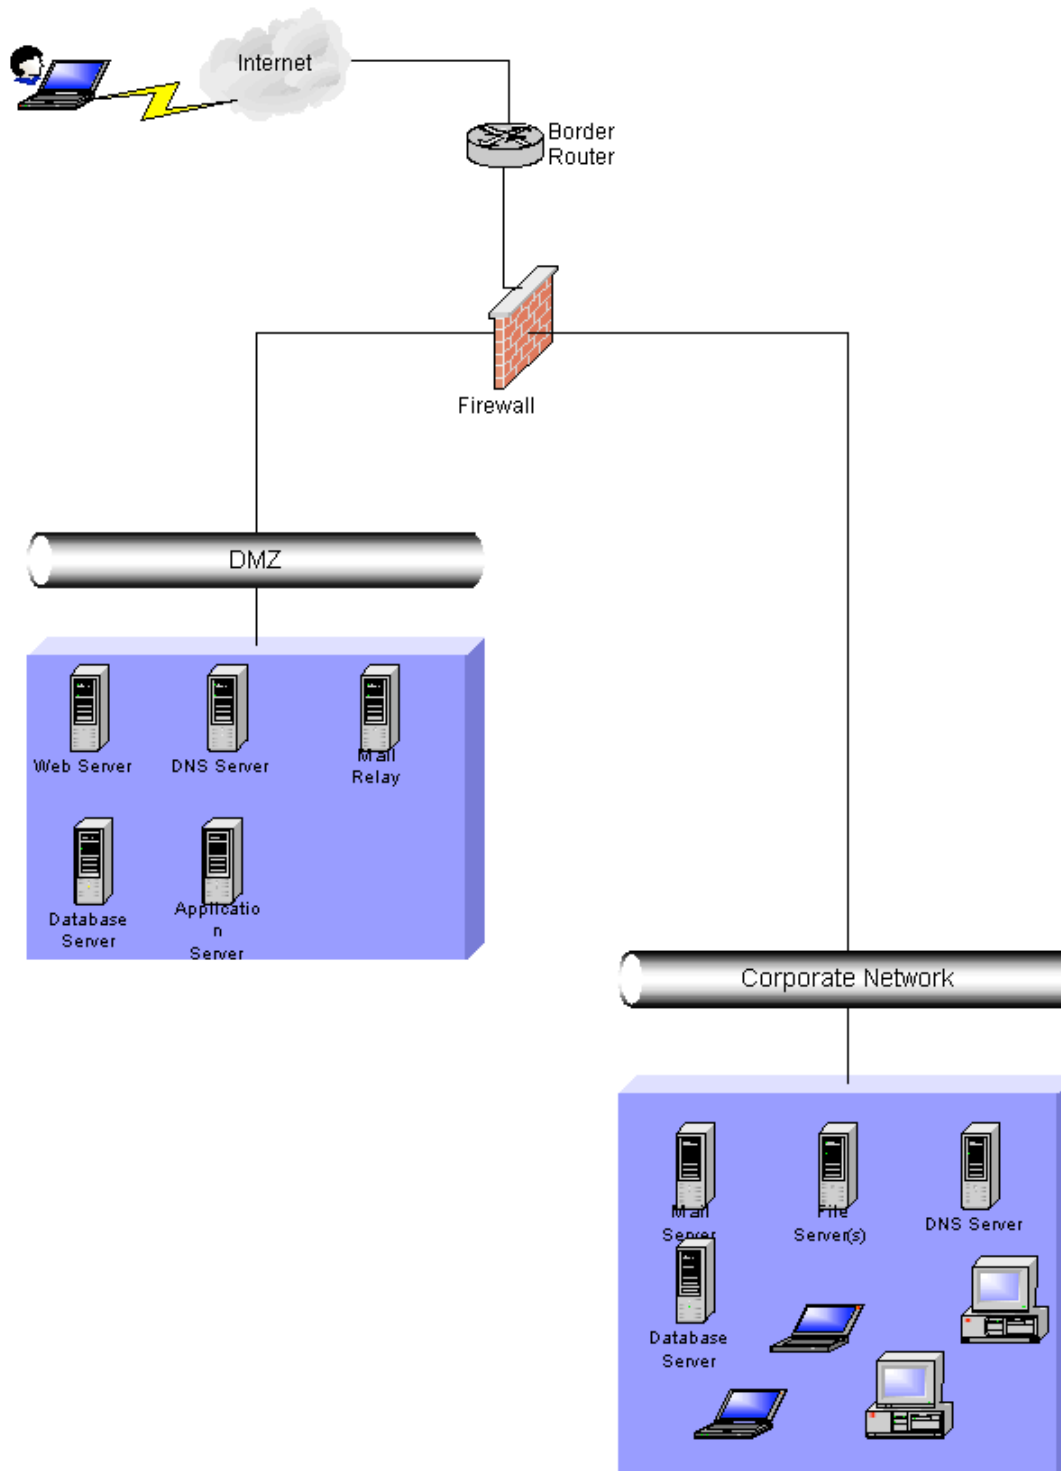 Internet
Border
Router
Firewall
DMZ
Web Server
DNS Server
Mail
Relay
Database
Server
Applicatio
n
Server
Corporate Network
Mail
Server
File
Server(s)
DNS Server
Database
Server